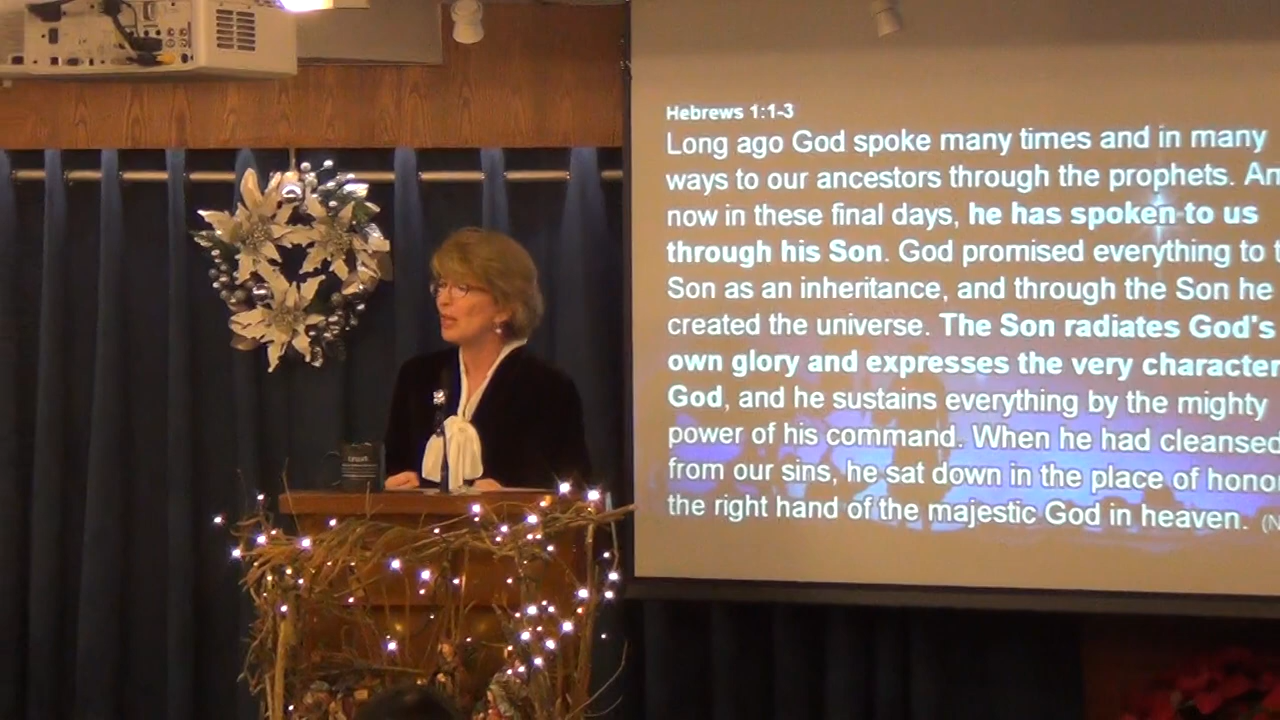 Hebrews 1:1-3
Long ago God spoke many times and in many
ways to our ancestors through the prophets. An
now in these final days, he has spoken to us
through his Son. God promised everything to t
Son as an inheritance, and through the Son he
created the universe. The Son radiates God's
own glory and expresses the very character
God, and he sustains everything by the mighty
power of his command. When he had cleansed
from our sins, he sat down in the place of hono
the right hand of the majestic God in heaven. (N